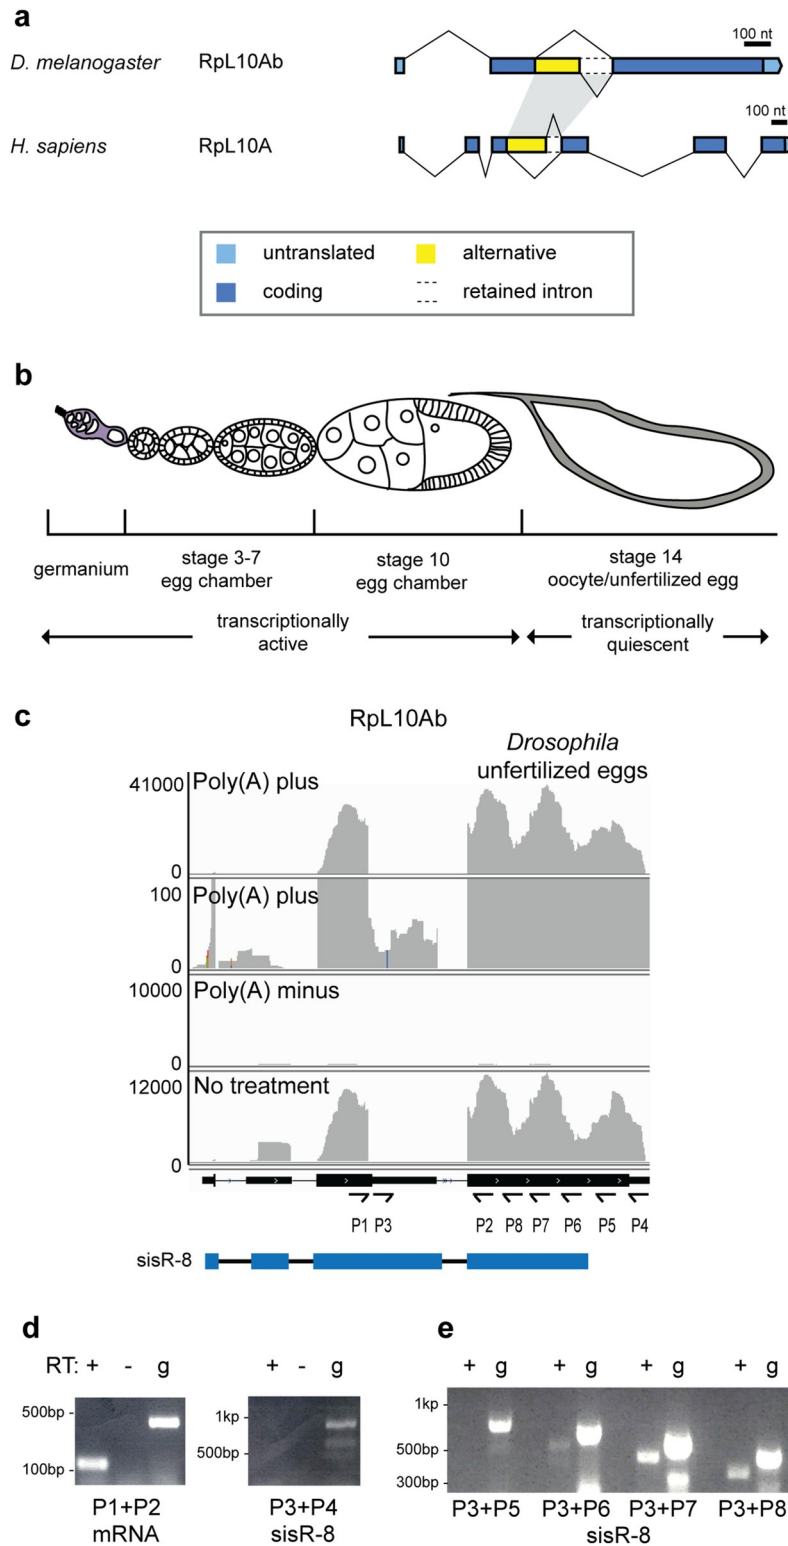 a
100 nt
D. melanogaster RpL10Ab
100 nt
H. sapiens RpL10A
untranslated alternative
coding retained intron
b
germanium
stage 3-7
egg chamber
stage 10
egg chamber
stage 14
oocyte/unfertilized egg
transcriptionally
active
transcriptionally
quiescent
c
RpL10Ab
Drosophila
unfertilized eggs
41000 Poly(A) plus
0
100 Poly(A) plus
0
10000 Poly(A) minus
0
12000 No treatment
0
P1 P3 P2 P8 P7 P6 P5 P4
sisR-8
d
RT: + - g + - g
500bp -
100bp -
1kp -
500bp -
P1+P2
mRNA
P3+P4
sisR-8
e
+ g + g + g + g
1kp -
500bp -
300bp -
P3+P5 P3+P6 P3+P7 P3+P8
sisR-8